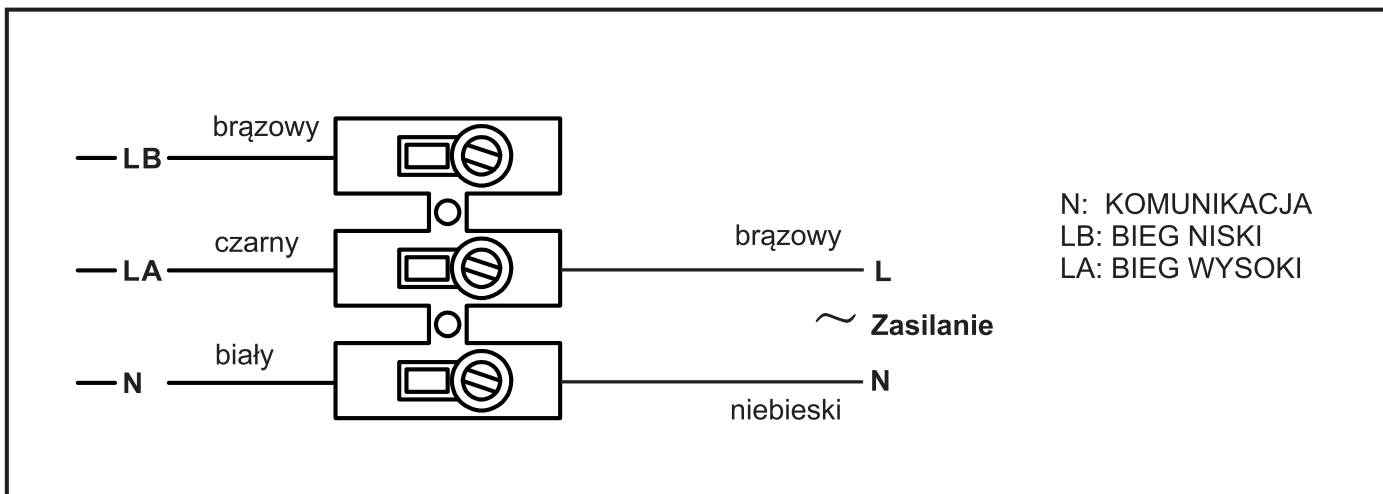 brązowy
LB
czarny
LA
brązowy
L
~ Zasilanie
biały
N
N
niebieski
N: KOMUNIKACJA
LB: BIEG NISKI
LA: BIEG WYSOKI